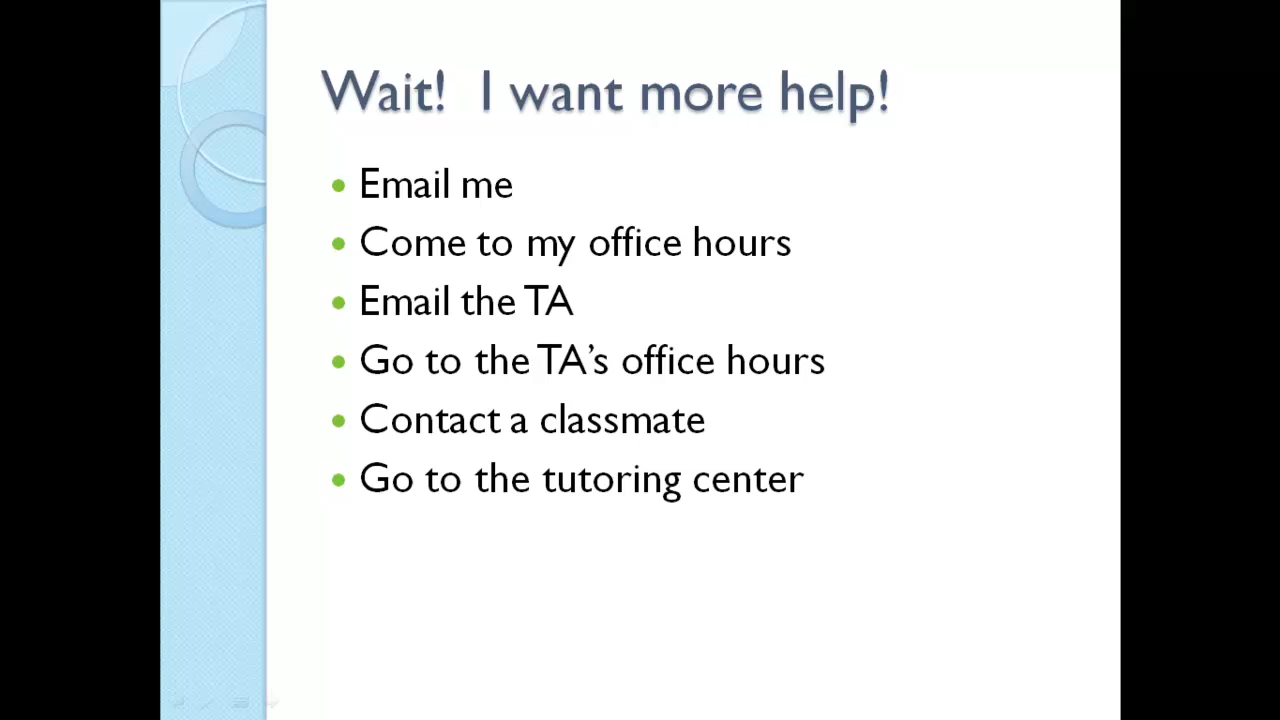 Wait!  I want more help!
Email me
Come to my office hours
Email the TA
Go to the TA’s office hours
Contact a classmate
Go to the tutoring center